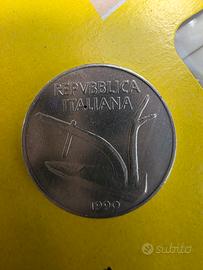 REPVBBLICA
ITALIANA
1990
subito